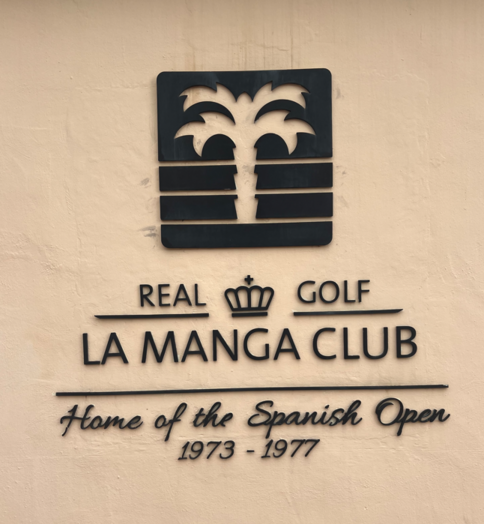 REAL GOLF
LA MANGA CLUB
Home of the Spanish Open
1973 - 1977